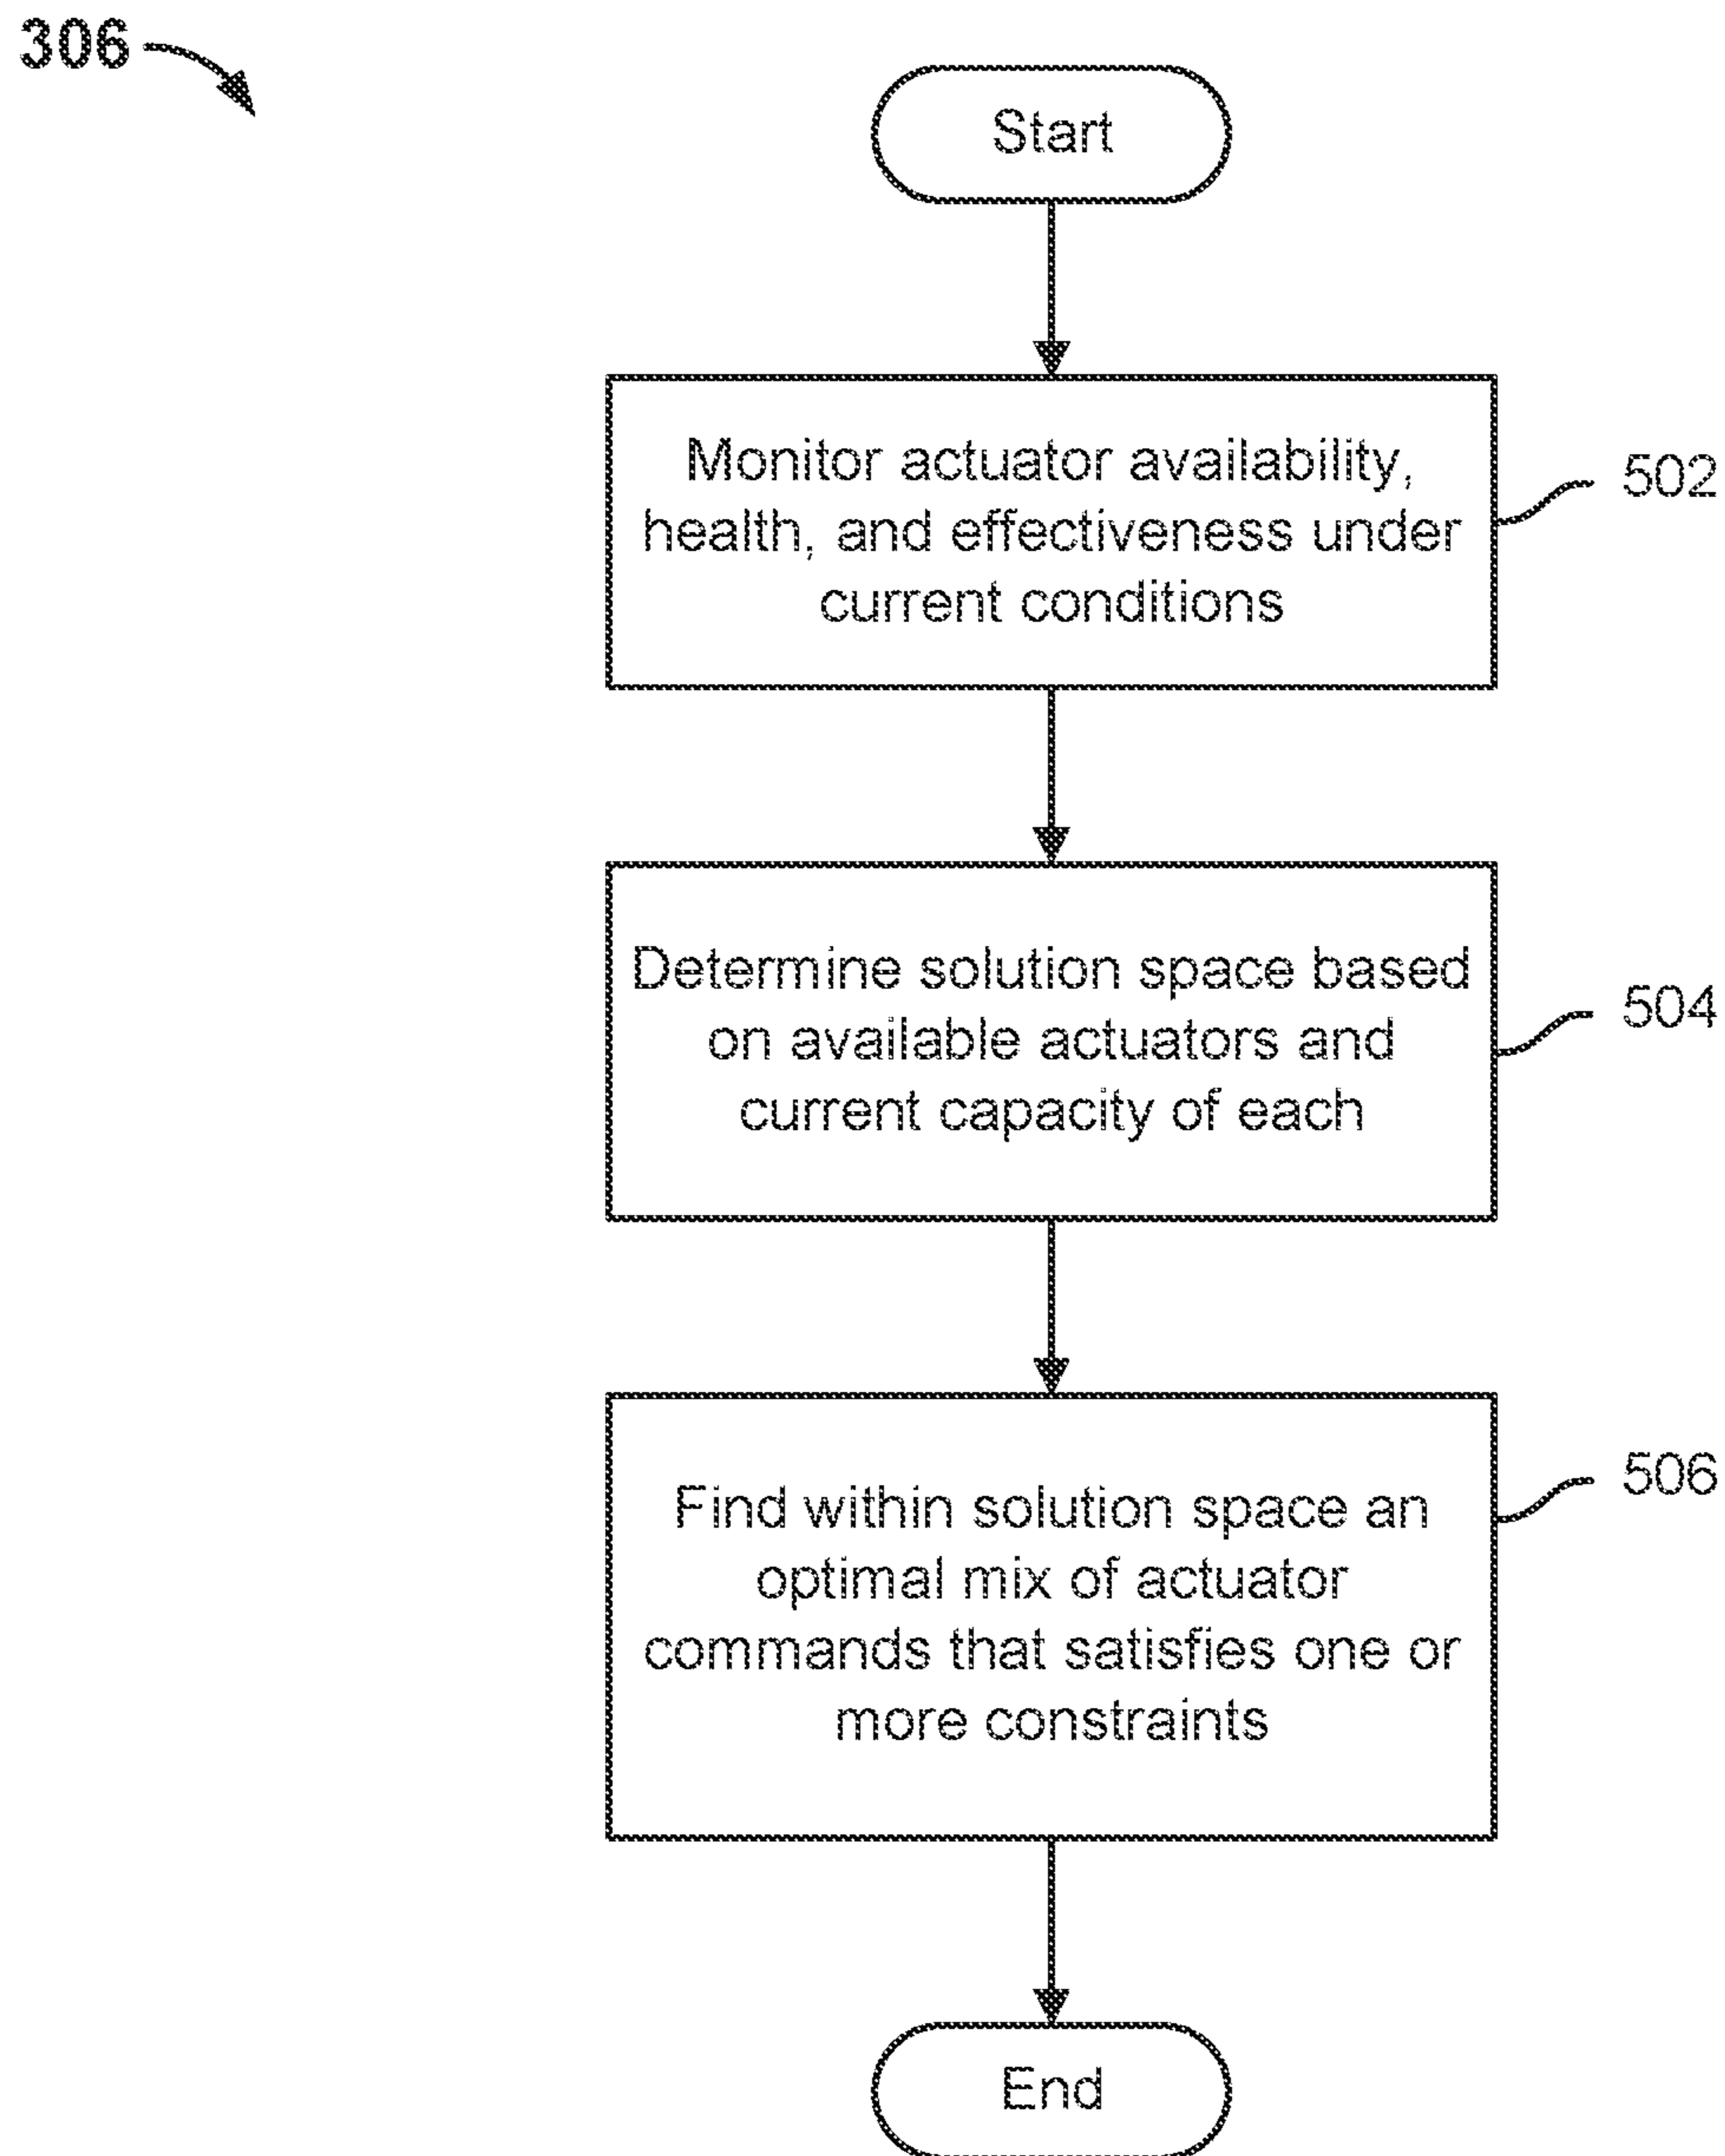 306
Start
Monitor actuator availability,
health, and effectiveness under
current conditions
502
Determine solution space based
on available actuators and
current capacity of each
504
Find within solution space an
optimal mix of actuator
commands that satisfies one or
more constraints
506
End